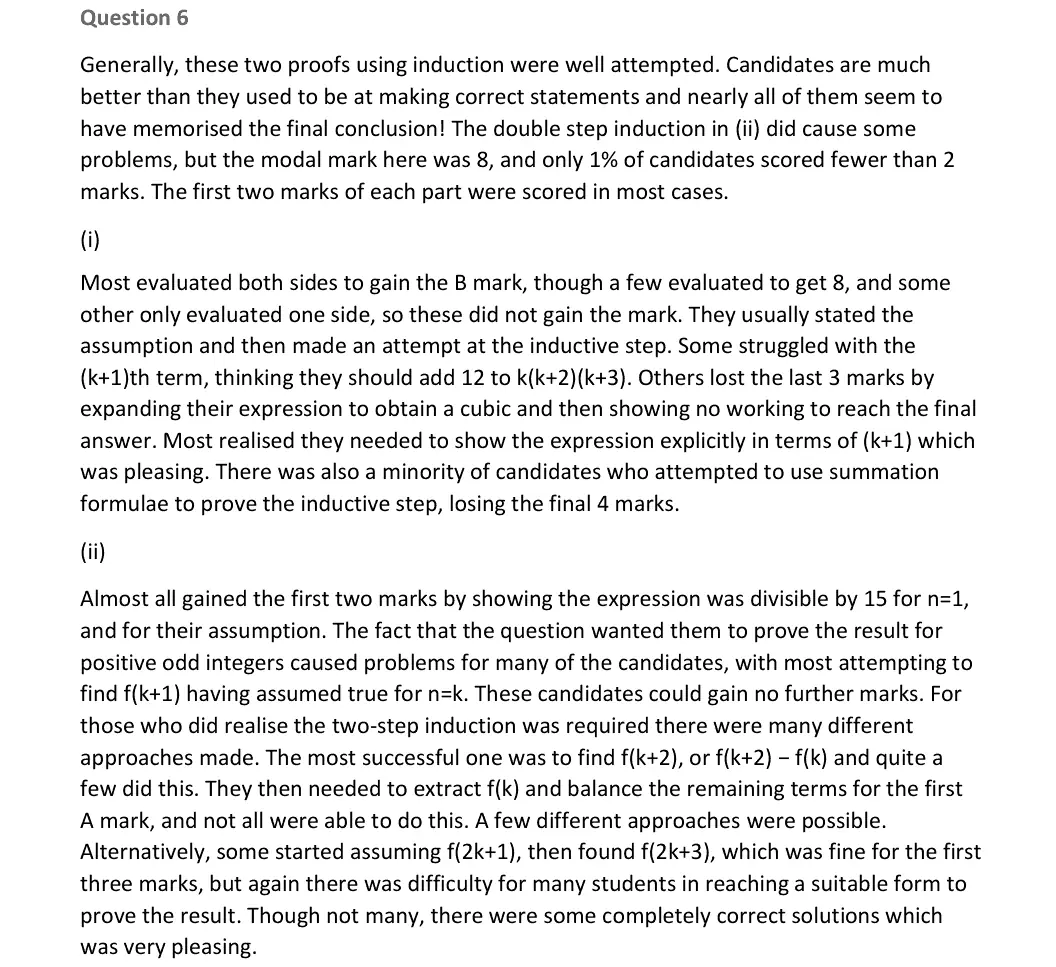 Question 6
Generally, these two proofs using induction were well attempted. Candidates are much
better than they used to be at making correct statements and nearly all of them seem to
have memorised the final conclusion! The double step induction in (ii) did cause some
problems, but the modal mark here was 8, and only 1% of candidates scored fewer than 2
marks. The first two marks of each part were scored in most cases.
(i)
Most evaluated both sides to gain the B mark, though a few evaluated to get 8, and some
other only evaluated one side, so these did not gain the mark. They usually stated the
assumption and then made an attempt at the inductive step. Some struggled with the
(k+1)th term, thinking they should add 12 to k(k+2)(k+3). Others lost the last 3 marks by
expanding their expression to obtain a cubic and then showing no working to reach the final
answer. Most realised they needed to show the expression explicitly in terms of (k+1) which
was pleasing. There was also a minority of candidates who attempted to use summation
formulae to prove the inductive step, losing the final 4 marks.
(ii)
Almost all gained the first two marks by showing the expression was divisible by 15 for n=1,
and for their assumption. The fact that the question wanted them to prove the result for
positive odd integers caused problems for many of the candidates, with most attempting to
find f(k+1) having assumed true for n=k. These candidates could gain no further marks. For
those who did realise the two-step induction was required there were many different
approaches made. The most successful one was to find f(k+2), or f(k+2) − f(k) and quite a
few did this. They then needed to extract f(k) and balance the remaining terms for the first
A mark, and not all were able to do this. A few different approaches were possible.
Alternatively, some started assuming f(2k+1), then found f(2k+3), which was fine for the first
three marks, but again there was difficulty for many students in reaching a suitable form to
prove the result. Though not many, there were some completely correct solutions which
was very pleasing.